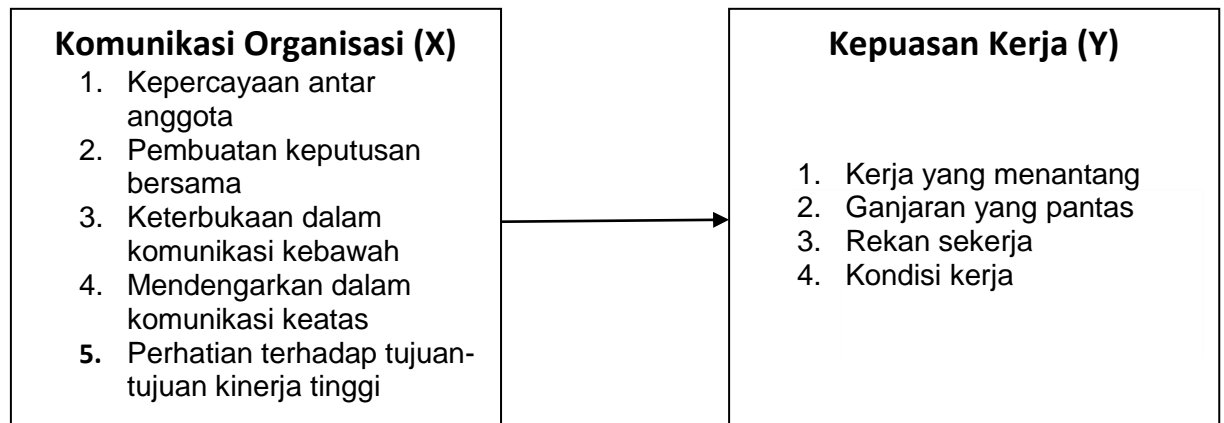 Komunikasi Organisasi (X)
1. Kepercayaan antar
anggota
2. Pembuatan keputusan
bersama
3. Keterbukaan dalam
komunikasi kebawah
4. Mendengarkan dalam
komunikasi keatas
5. Perhatian terhadap tujuan-
tujuan kinerja tinggi
Kepuasan Kerja (Y)
1. Kerja yang menantang
2. Ganjaran yang pantas
3. Rekan sekerja
4. Kondisi kerja